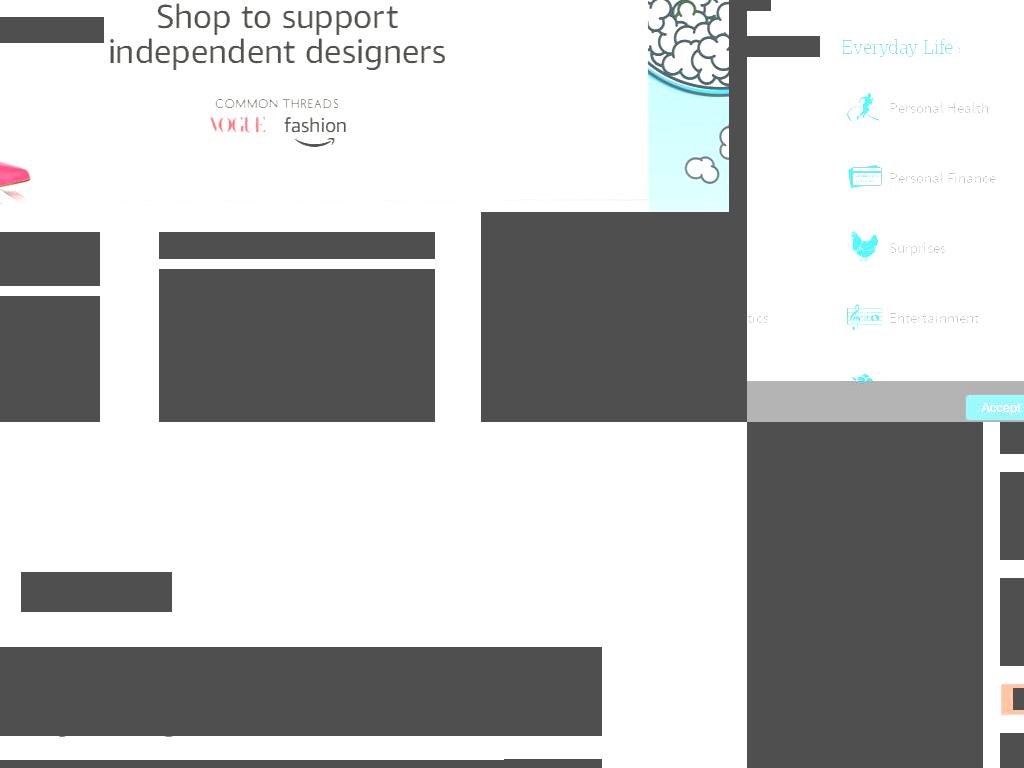 Shop to support
independent designers
COMMON THREADS
VOGUE fashion
Everyday Life ›
Personal Health
Personal Finance
Surprises
tics
Entertainment
Accept